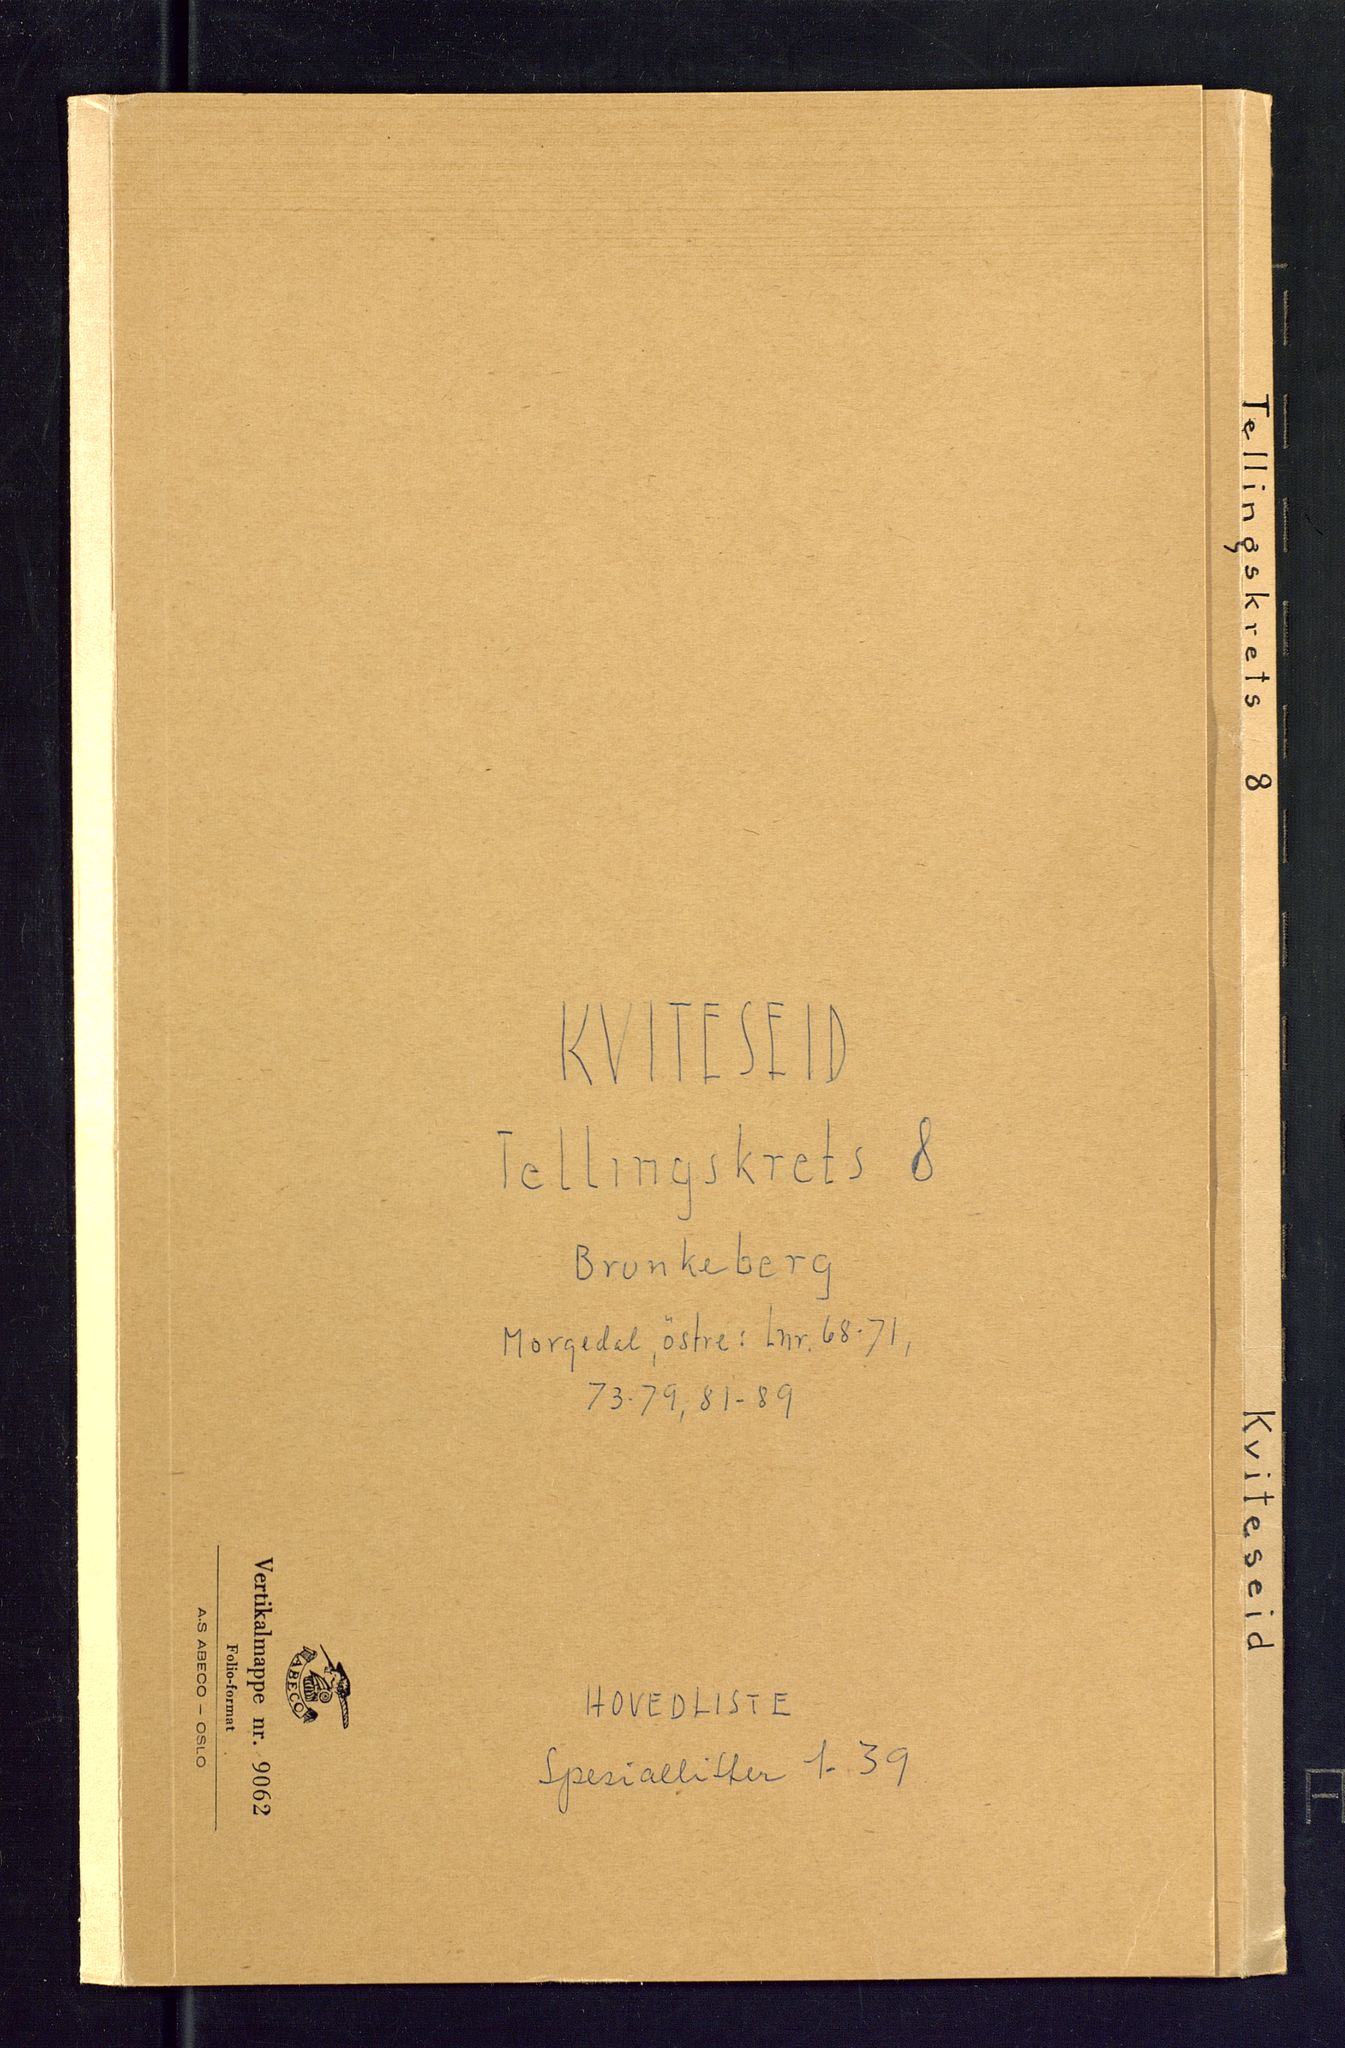 KVITESEID
Tellingskrets 8
Brunkeberg
Morgedal, östre: Lnr. 68-71,
73-79, 81-89
HOVEDLISTE
Spesiallister 1-39
ABECO
Vertikalmappe nr. 9062
Folio-format
A.S ABECO – OSLO
Tellingskrets 8 Kviteseid